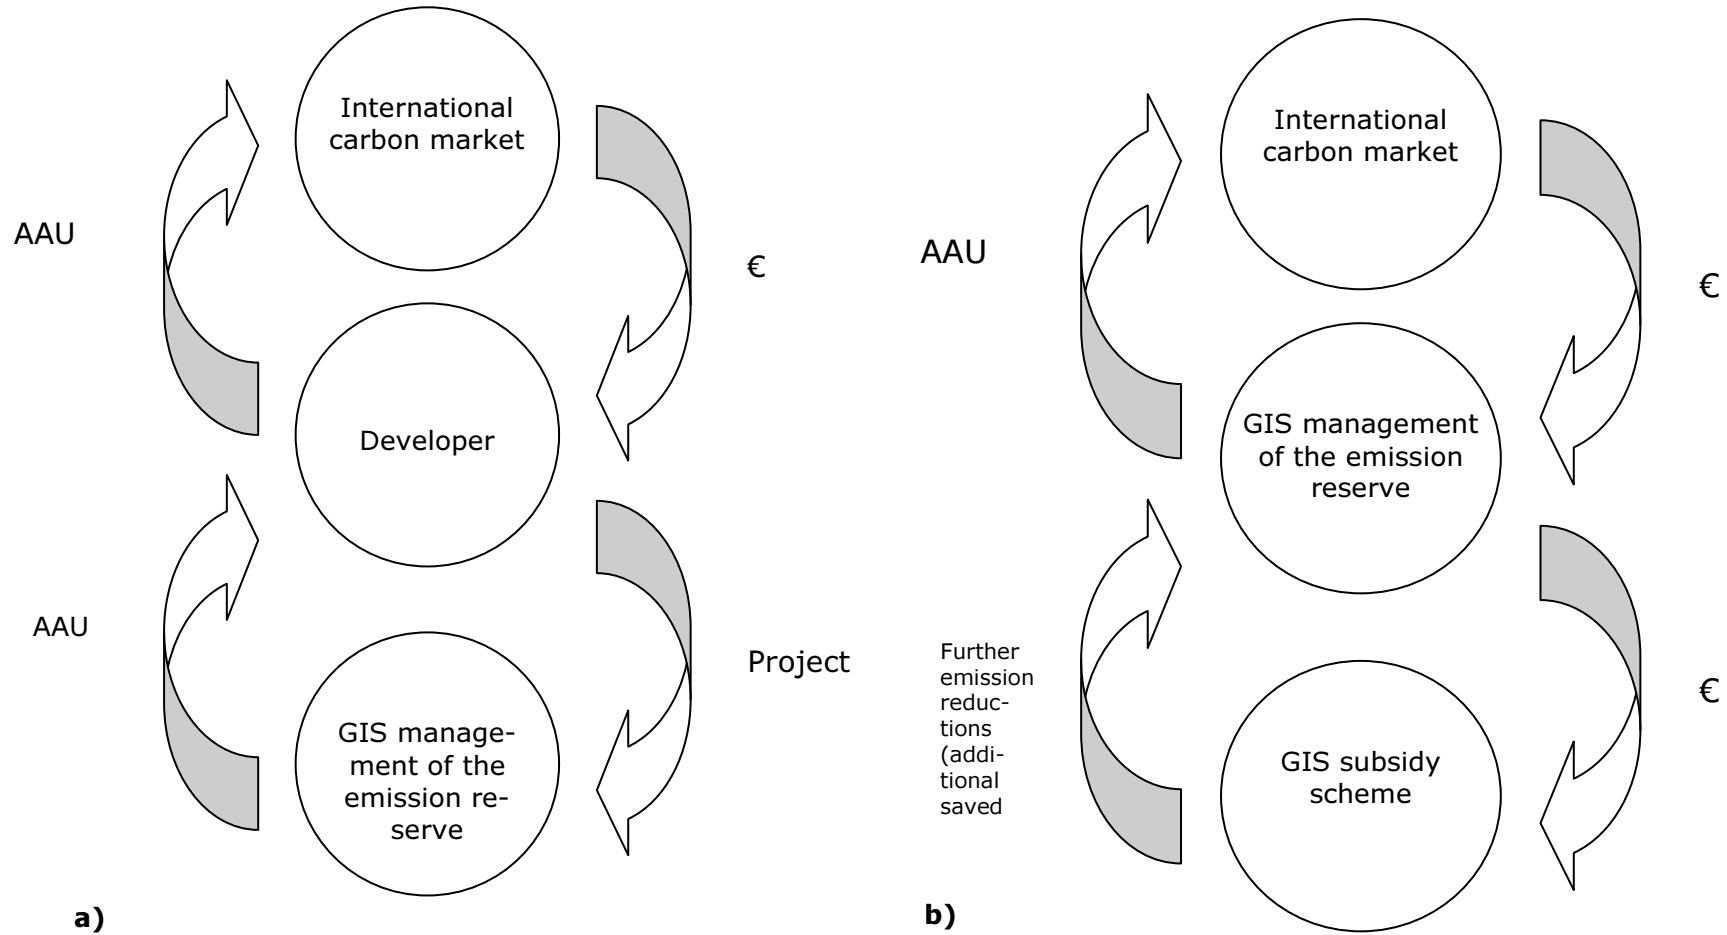 International
carbon market
AAU
€
Developer
AAU
Project
GIS manage-
ment of the
emission re-
serve
a)
International
carbon market
AAU
€
GIS management
of the emission
reserve
Further
emission
reduc-
tions
(addi-
tional
saved
€
GIS subsidy
scheme
b)